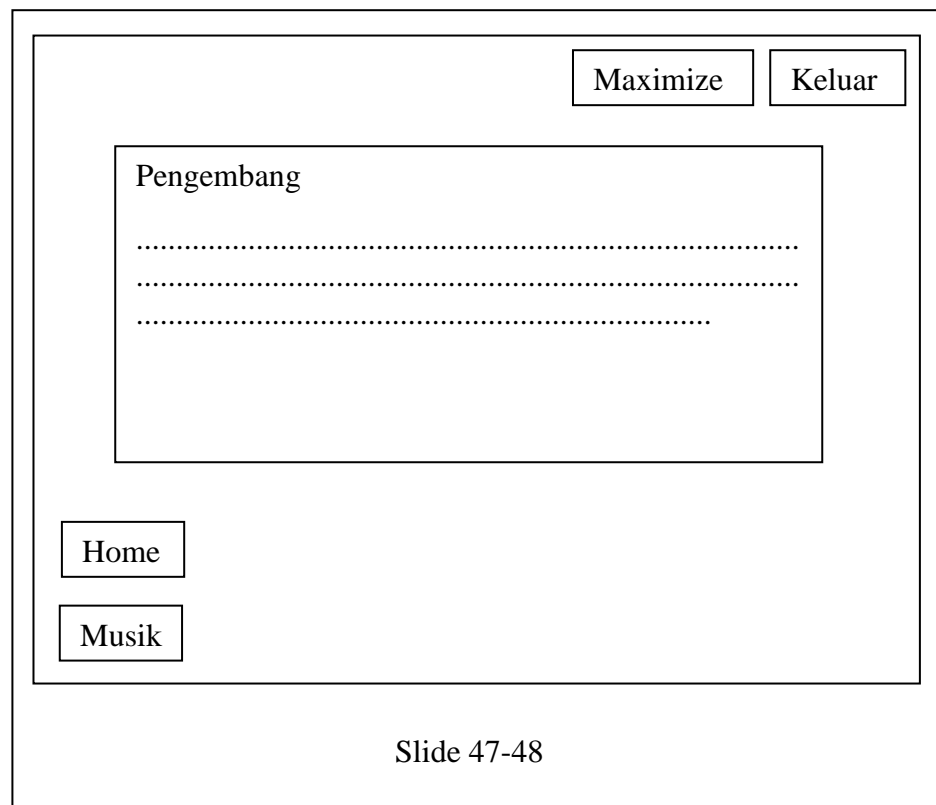 Maximize Keluar
Pengembang
...................................................................................
...................................................................................
........................................................................
Home
Musik
Slide 47-48